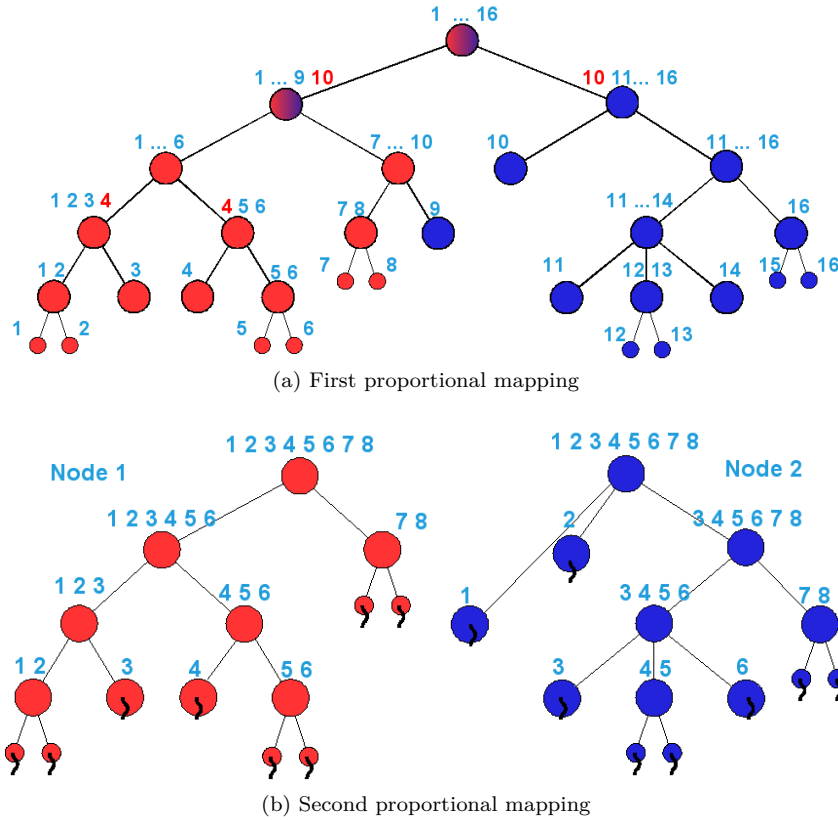 1 ... 16
1 ... 9 10
10 11... 16
1 ... 6
7 ... 10
10
11... 16
1 2 3 4
4 5 6
7 8
9
11 ...14
16
1 2
3
4
5 6
7
8
11
12 13
14
15
16
1
2
5
6
12
13
(a) First proportional mapping
1 2 3 4 5 6 7 8
1 2 3 4 5 6 7 8
Node 1
Node 2
1 2 3 4 5 6
7 8
2
3 4 5 6 7 8
1 2 3
4 5 6
1
3 4 5 6
7 8
1 2
3
4
5 6
3
4 5
6
(b) Second proportional mapping